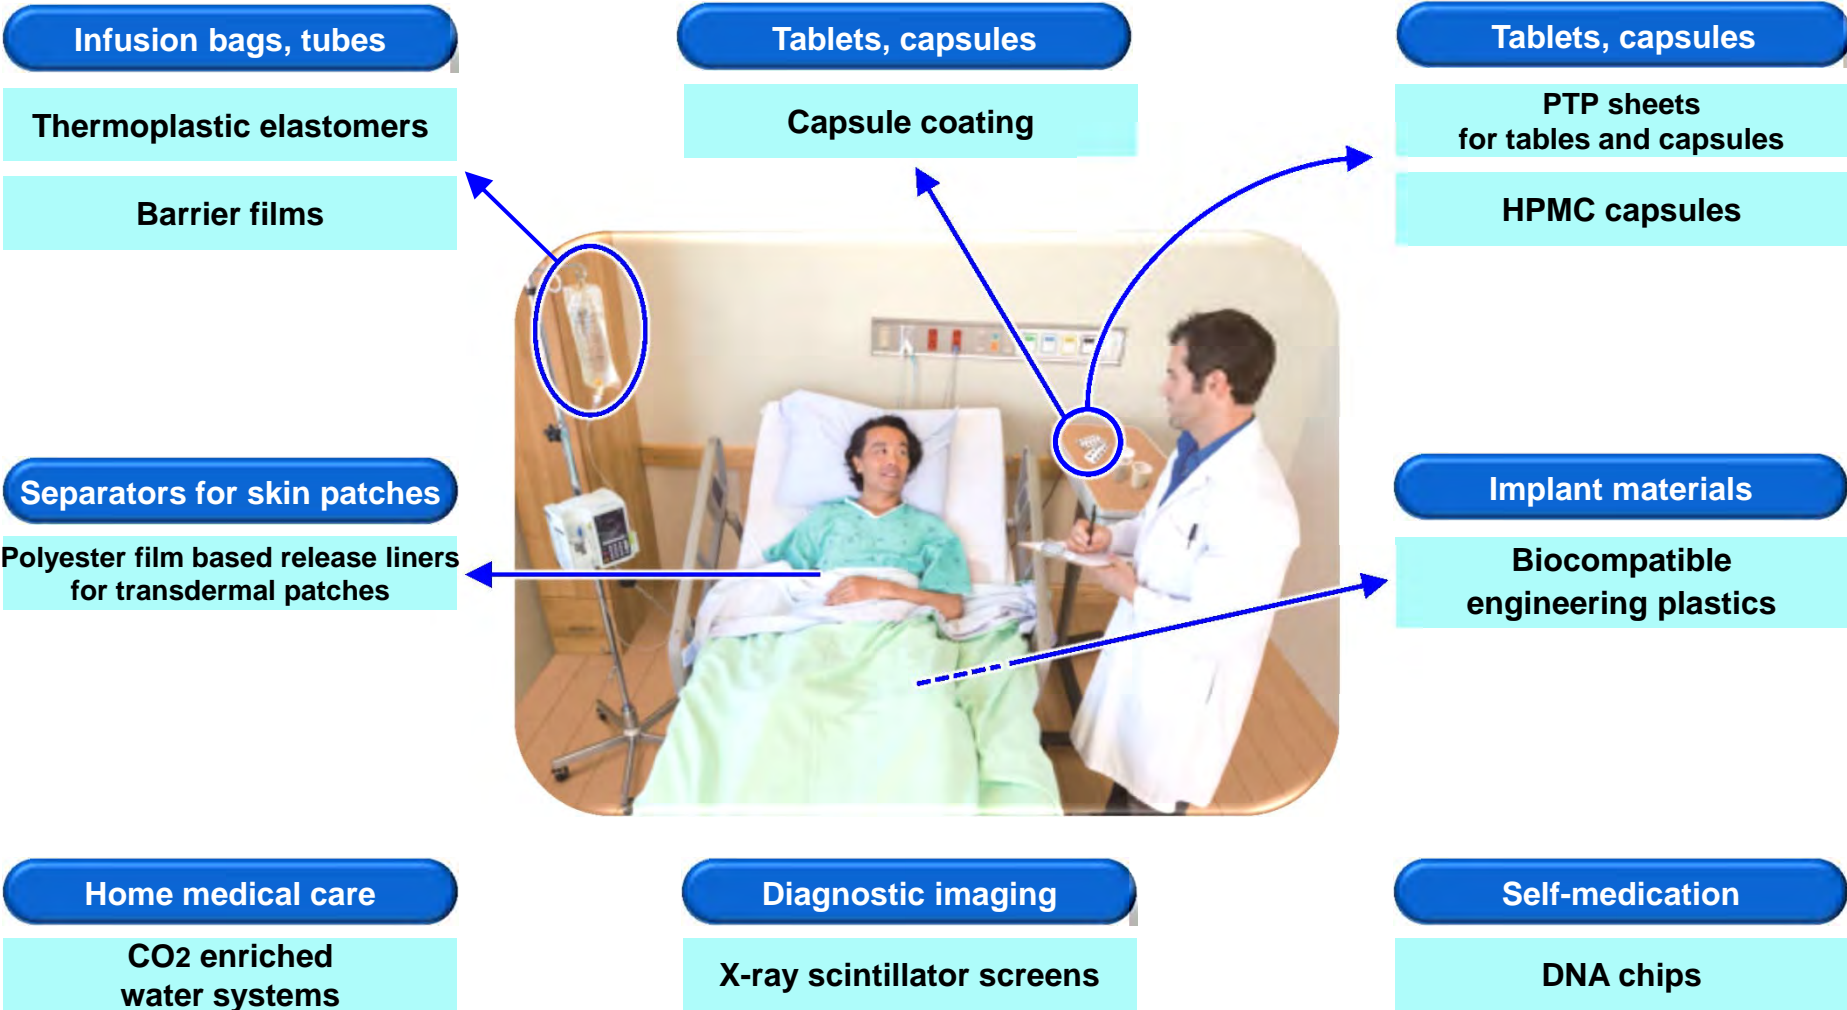 Infusion bags, tubes
Thermoplastic elastomers
Barrier films
Tablets, capsules
Capsule coating
Tablets, capsules
PTP sheets
for tables and capsules
HPMC capsules
Separators for skin patches
Polyester film based release liners
for transdermal patches
Implant materials
Biocompatible
engineering plastics
Home medical care
CO2 enriched
water systems
Diagnostic imaging
X-ray scintillator screens
Self-medication
DNA chips